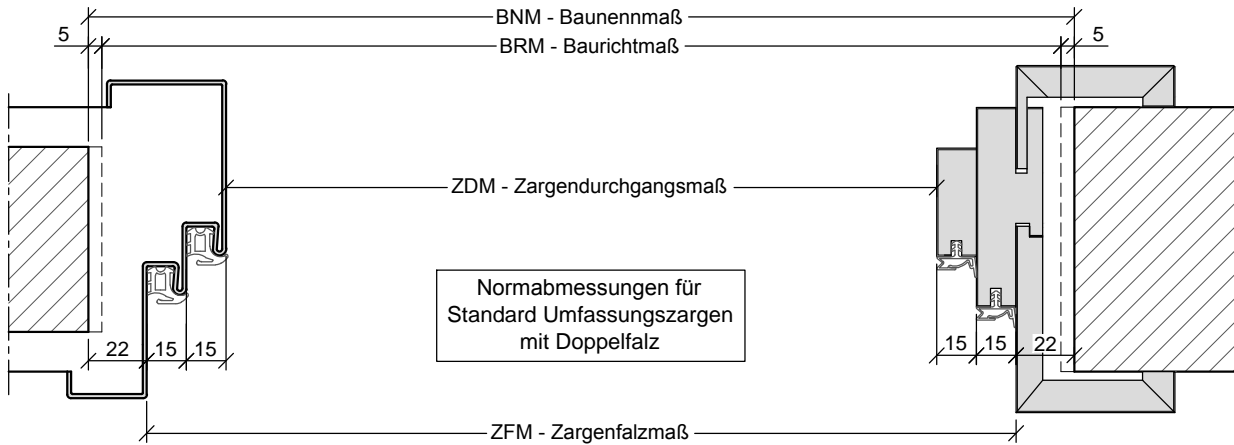 BNM - Baunennmaß
5
BRM - Baurichtmaß
5
ZDM - Zargendurchgangsmaß
Normabmessungen für
Standard Umfassungszargen
mit Doppelfalz
22 15 15
15 15 22
ZFM - Zargenfalzmaß